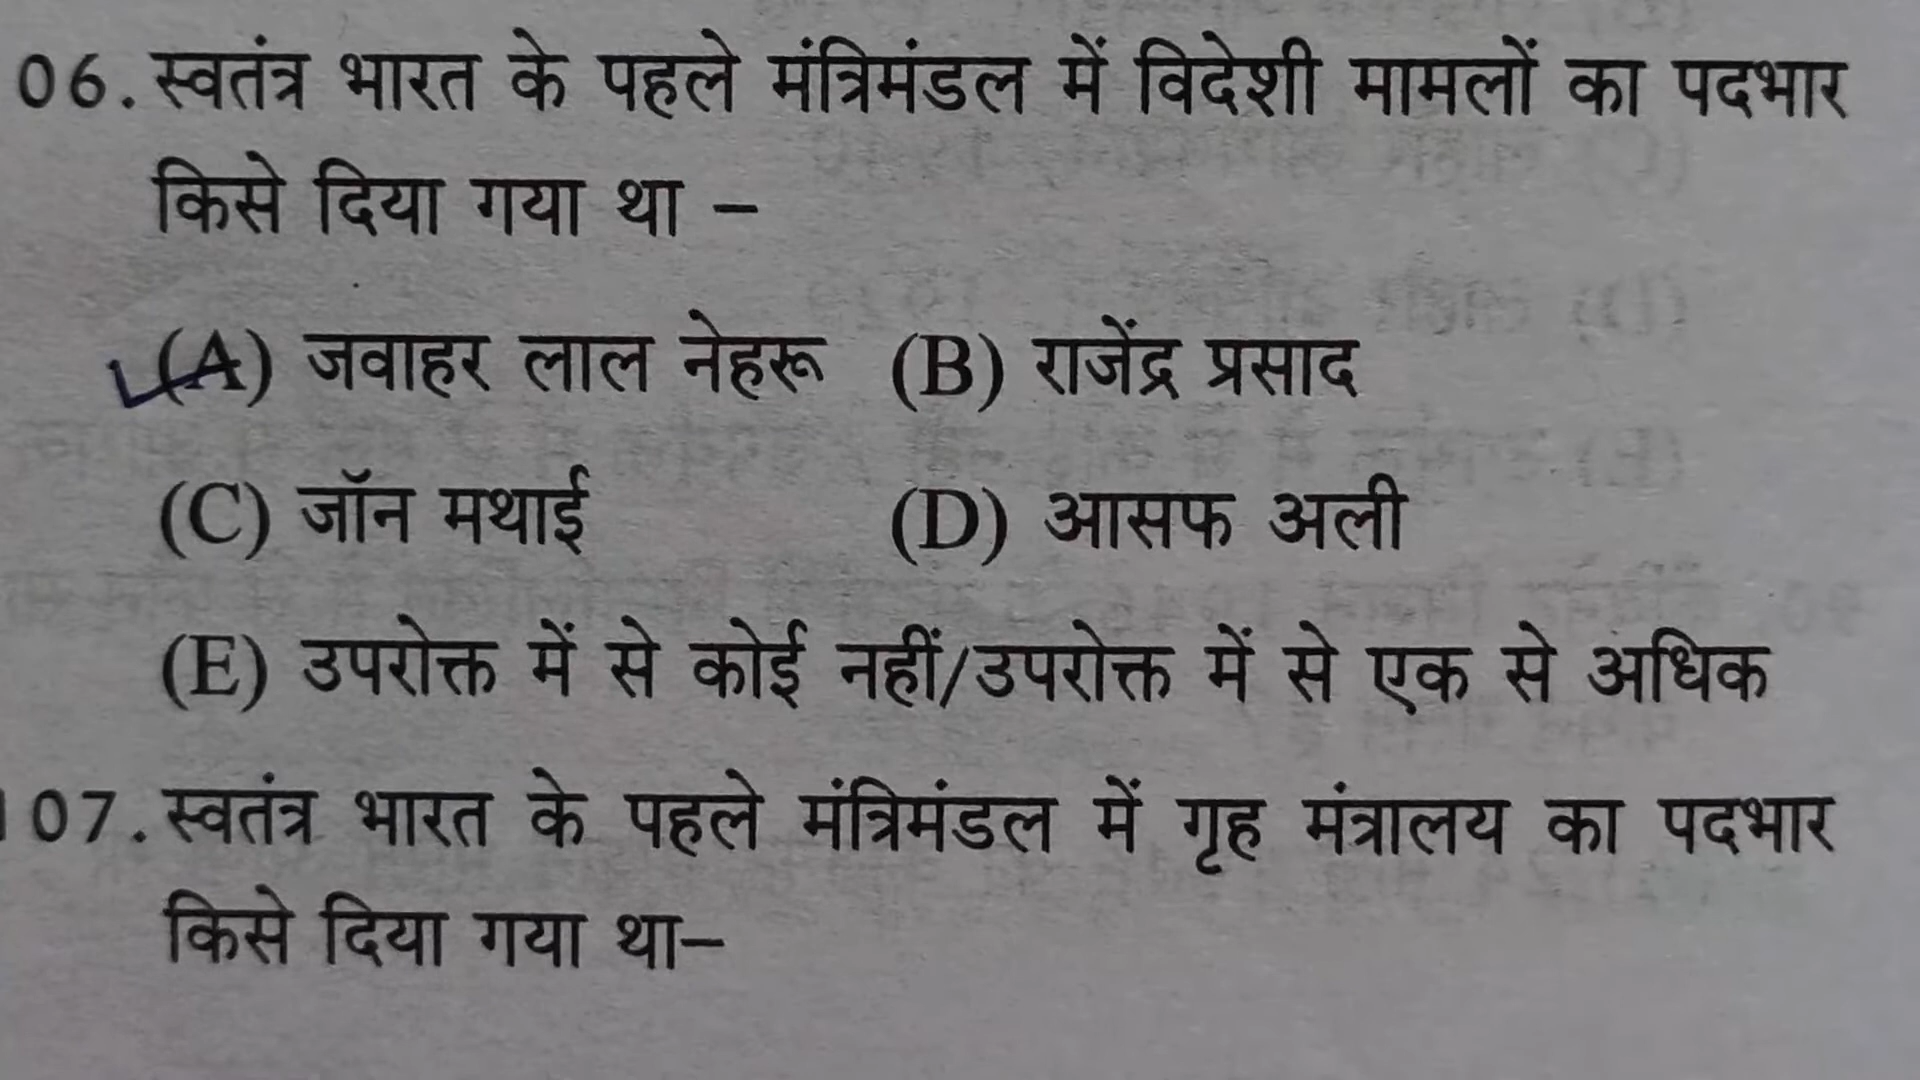 06. स्वतंत्र भारत के पहले मंत्रिमंडल में विदेशी मामलों का पदभार
किसे दिया गया था –
(A) जवाहर लाल नेहरू (B) राजेंद्र प्रसाद
(C) जॉन मथाई (D) आसफ अली
(E) उपरोक्त में से कोई नहीं/उपरोक्त में से एक से अधिक
107. स्वतंत्र भारत के पहले मंत्रिमंडल में गृह मंत्रालय का पदभार
किसे दिया गया था–